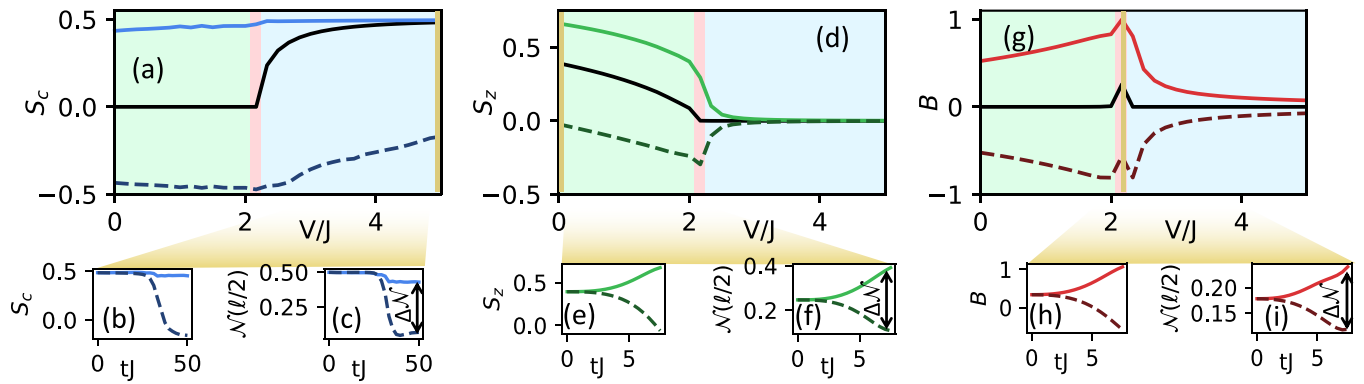 0.5
0.0
−0.5
S_c
(a)
0
2
4
V/J
0.5
0.0
−0.5
S_z
(d)
0
2
4
V/J
1
0
−1
B
(g)
0
2
4
V/J
0.5
0.0
S_c
(b)
0
50
tJ
0.50
0.25
𝒩(ℓ/2)
(c)
Δ𝒩
0
50
tJ
0.5
0.0
S_z
(e)
0
5
tJ
0.4
0.2
𝒩(ℓ/2)
(f)
Δ𝒩
0
5
tJ
1
0
B
(h)
0
5
tJ
0.20
0.15
𝒩(ℓ/2)
(i)
Δ𝒩
0
5
tJ